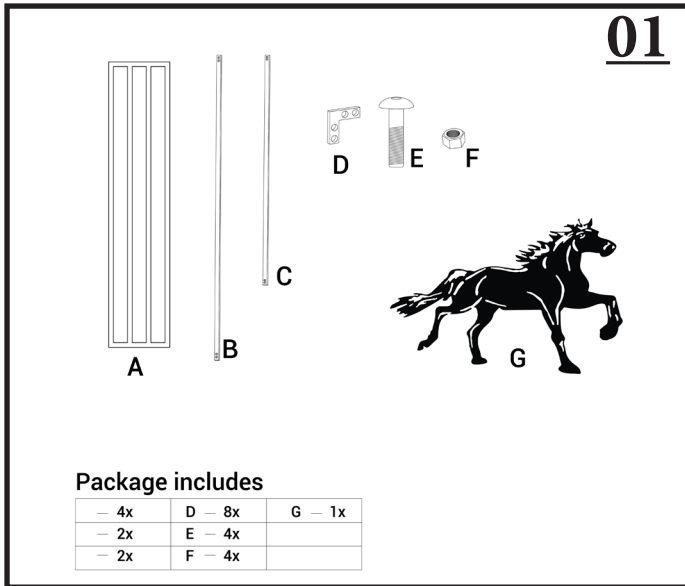 01
D
E
F
C
B
A
G
Package includes
— 4x D — 8x G — 1x
— 2x E — 4x
— 2x F — 4x